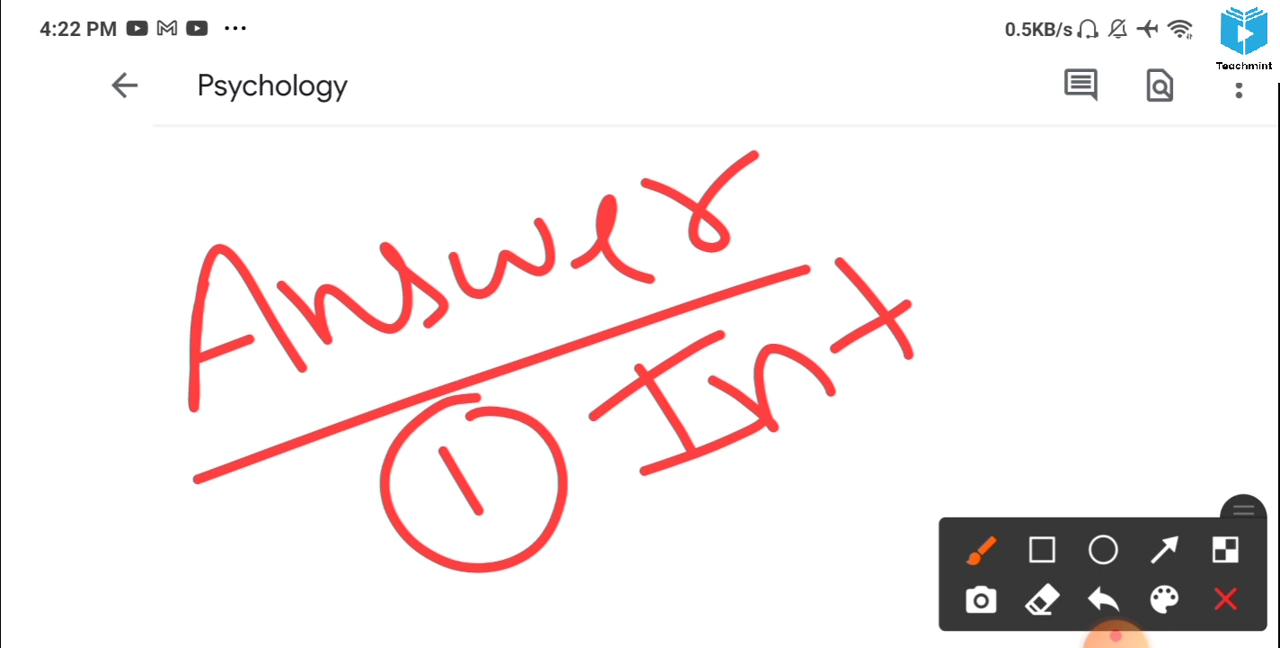 4:22 PM
0.5KB/s
Teachmint
Psychology
Answer
① Int